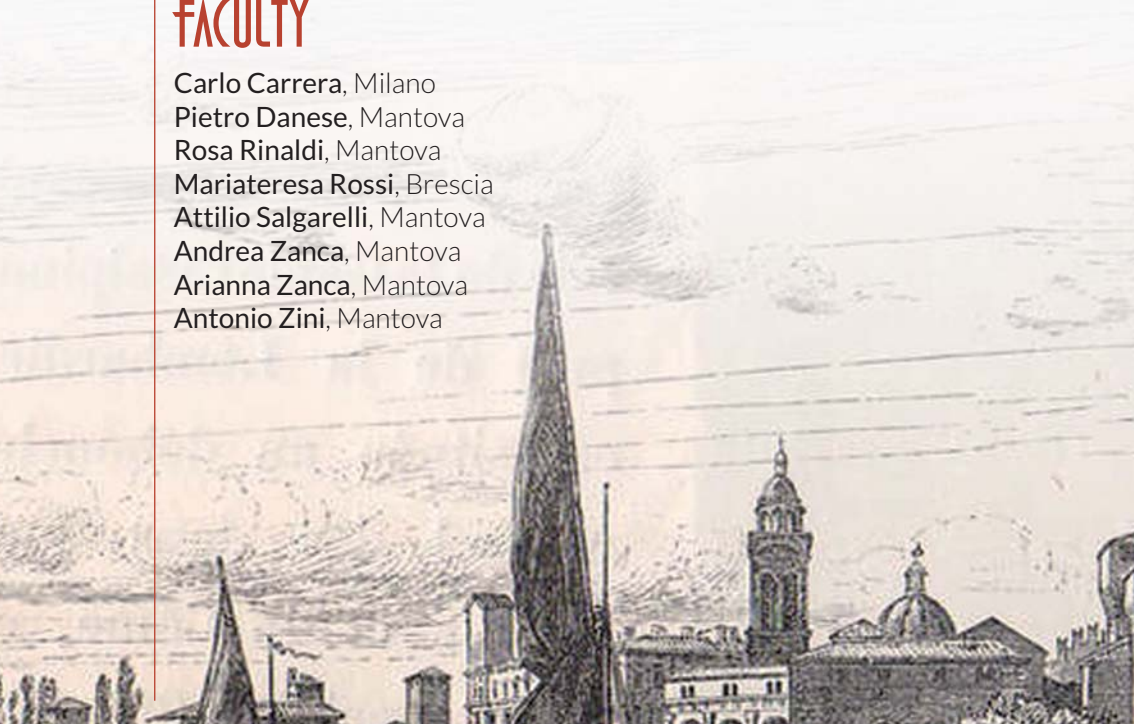 FACULTY
Carlo Carrera, Milano
Pietro Danese, Mantova
Rosa Rinaldi, Mantova
Mariateresa Rossi, Brescia
Attilio Salgarelli, Mantova
Andrea Zanca, Mantova
Arianna Zanca, Mantova
Antonio Zini, Mantova